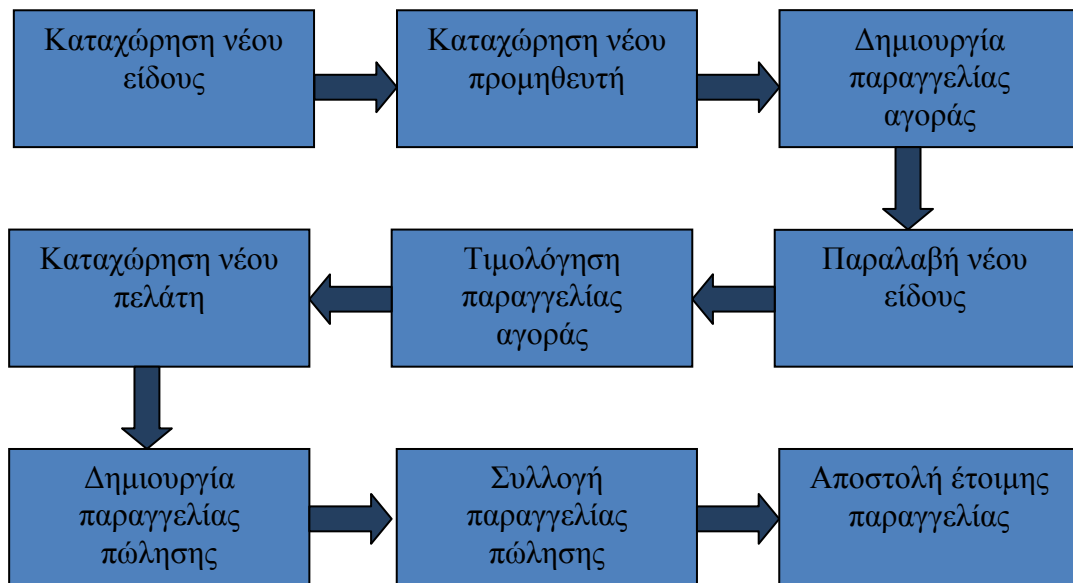 Καταχώρηση νέου
είδους
Καταχώρηση νέου
προμηθευτή
Δημιουργία
παραγγελίας
αγοράς
Παραλαβή νέου
είδους
Τιμολόγηση
παραγγελίας
αγοράς
Καταχώρηση νέου
πελάτη
Δημιουργία
παραγγελίας
πώλησης
Συλλογή
παραγγελίας
πώλησης
Αποστολή έτοιμης
παραγγελίας